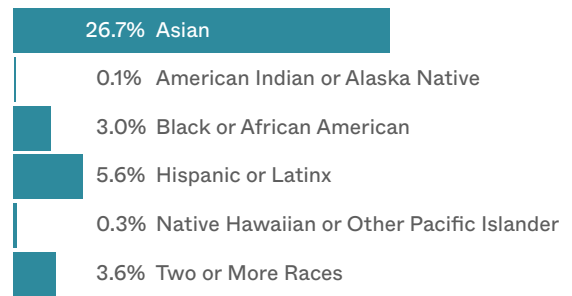 26.7% Asian
0.1% American Indian or Alaska Native
3.0% Black or African American
5.6% Hispanic or Latinx
0.3% Native Hawaiian or Other Pacific Islander
3.6% Two or More Races